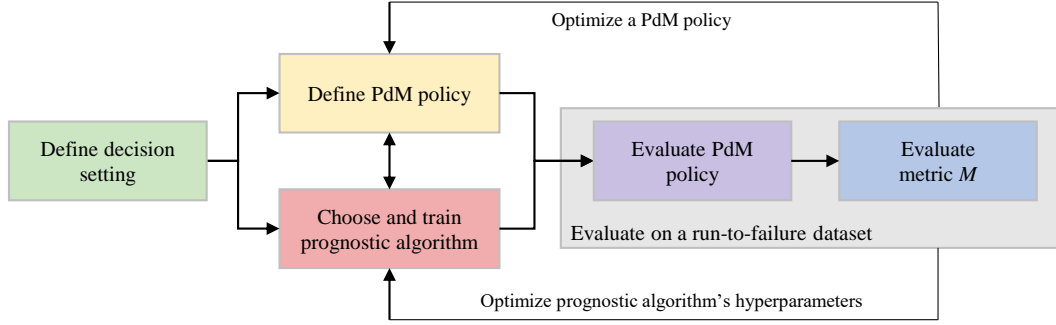 Optimize a PdM policy
Define PdM policy
Define decision
setting
Evaluate PdM
policy
Evaluate
metric M
Choose and train
prognostic algorithm
Evaluate on a run-to-failure dataset
Optimize prognostic algorithm's hyperparameters